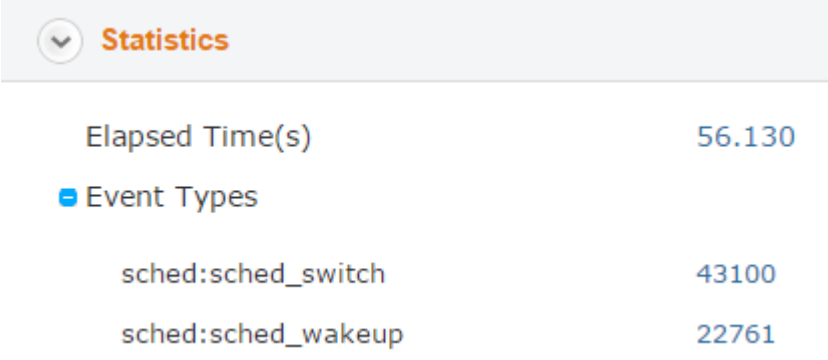 Statistics
Elapsed Time(s) 56.130
Event Types
sched:sched_switch 43100
sched:sched_wakeup 22761